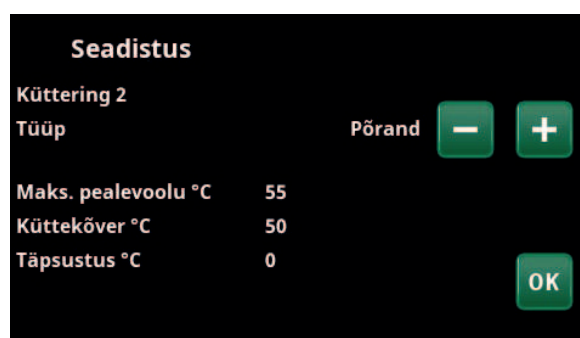 Seadistus
Küttering 2
Tüüp Põrand − +
Maks. pealevoolu °C 55
Küttekõver °C 50
Täpsustus °C 0
OK